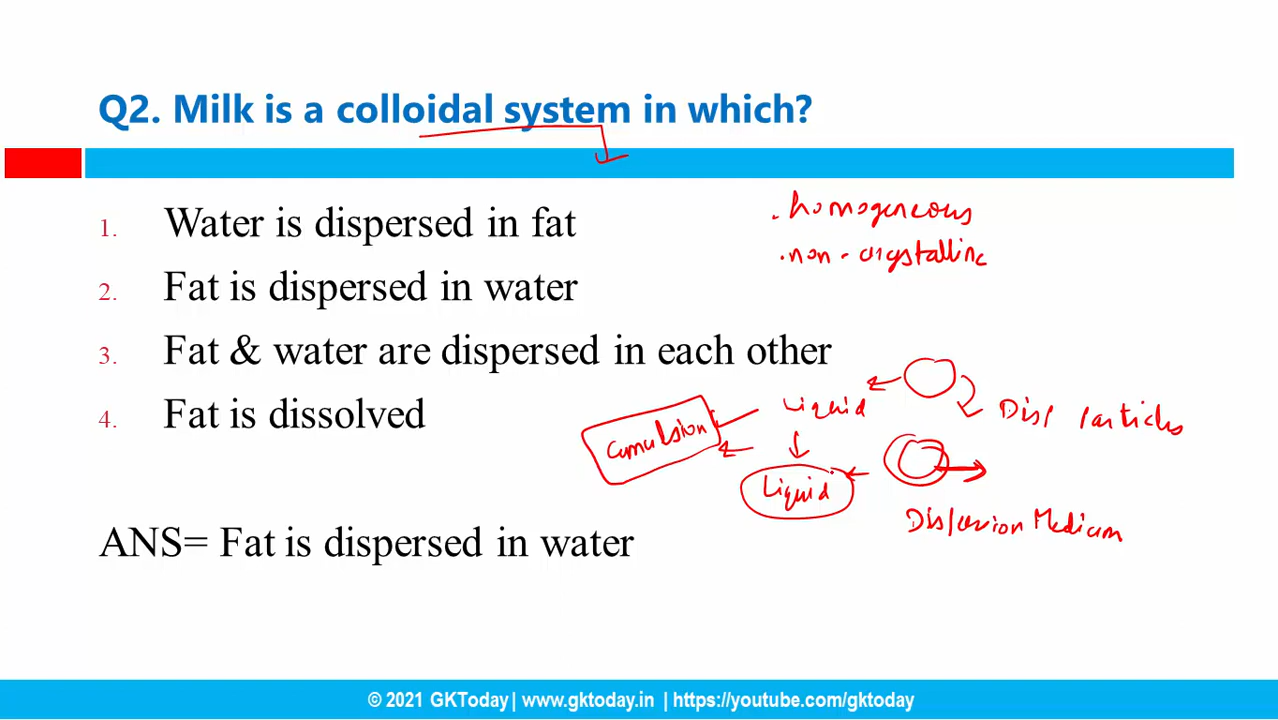 Q2. Milk is a colloidal system in which?
1. Water is dispersed in fat
2. Fat is dispersed in water
3. Fat & water are dispersed in each other
4. Fat is dissolved
ANS= Fat is dispersed in water
. homogeneous
. non - crystalline
Liquid
Disp Particles
Liquid
Dispersion Medium
© 2021 GKToday| www.gktoday.in | https://youtube.com/gktoday